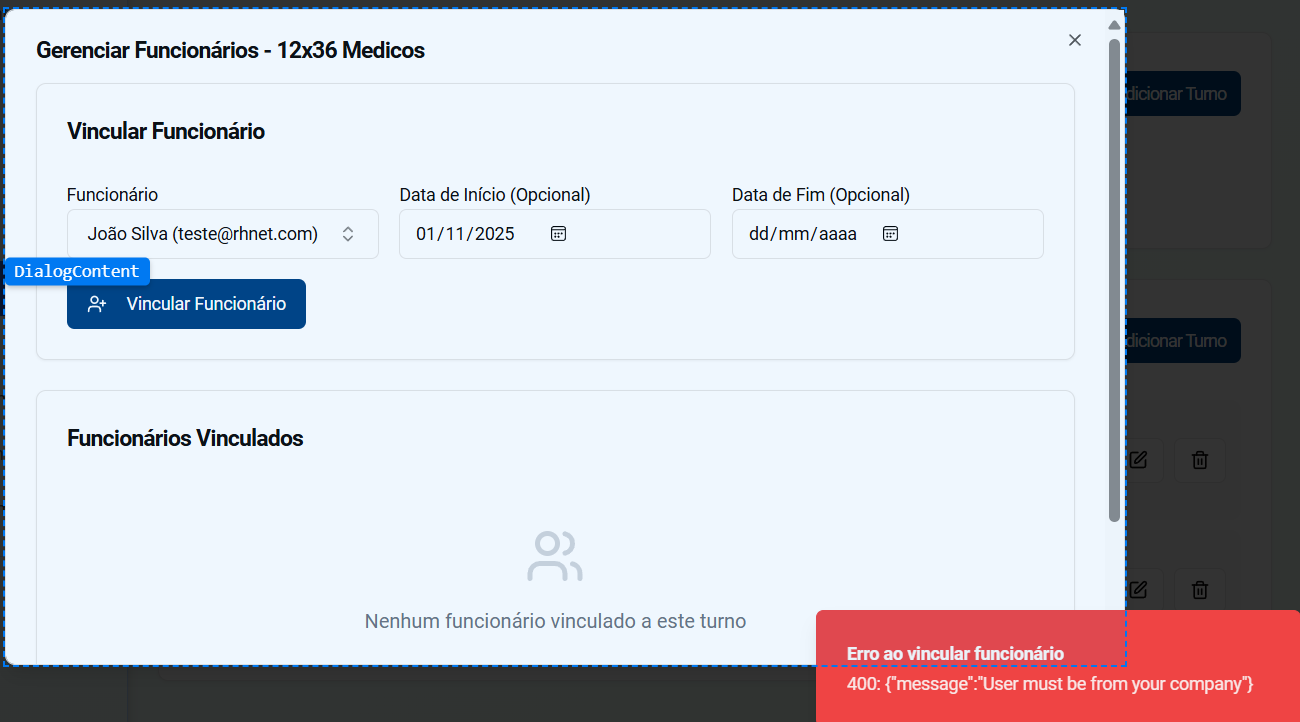 Gerenciar Funcionários - 12x36 Medicos
Vincular Funcionário
Funcionário
Data de Início (Opcional)
Data de Fim (Opcional)
João Silva (teste@rhnet.com)
01/11/2025
dd/mm/aaaa
DialogContent
Vincular Funcionário
Funcionários Vinculados
Nenhum funcionário vinculado a este turno
dicionar Turno
dicionar Turno
Erro ao vincular funcionário
400: {"message":"User must be from your company"}